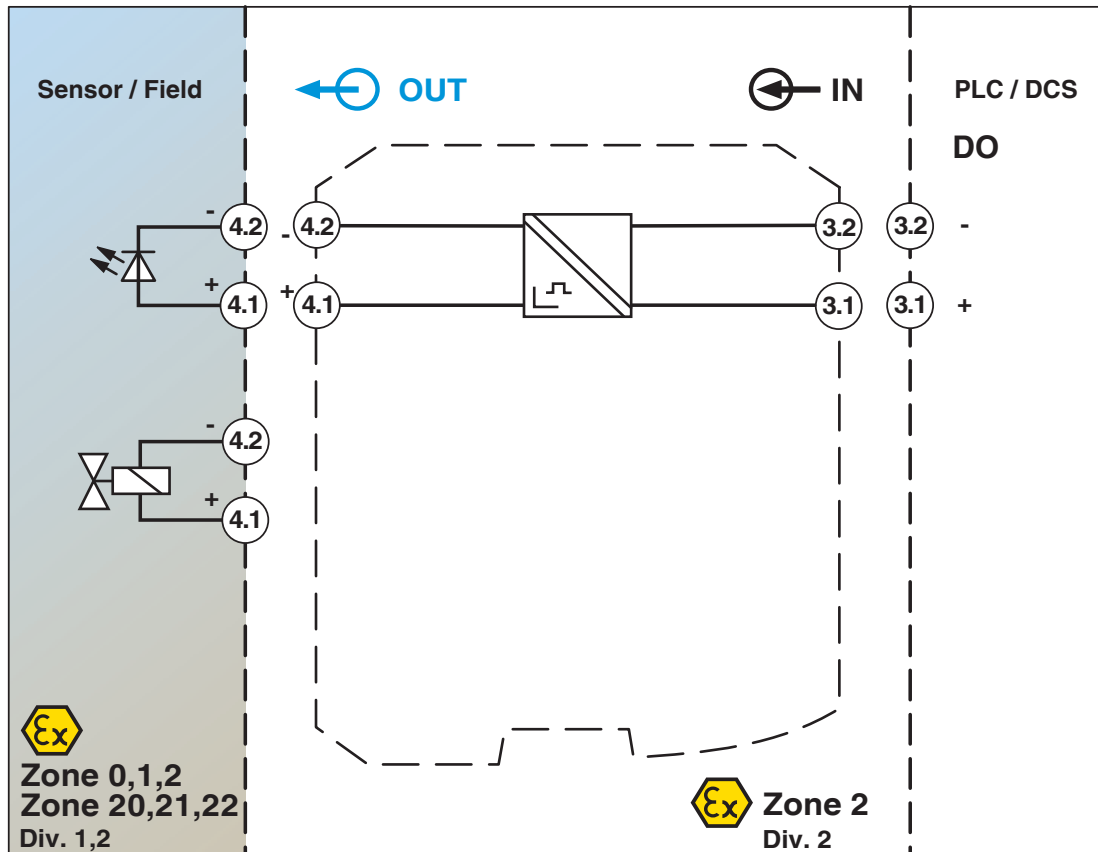 Sensor / Field
OUT
IN
PLC / DCS
DO
-
4.2
-
4.2
3.2
3.2
-
+
4.1
+
4.1
3.1
3.1
+
-
4.2
+
4.1
Ex
Zone 0,1,2
Zone 20,21,22
Div. 1,2
Ex
Zone 2
Div. 2